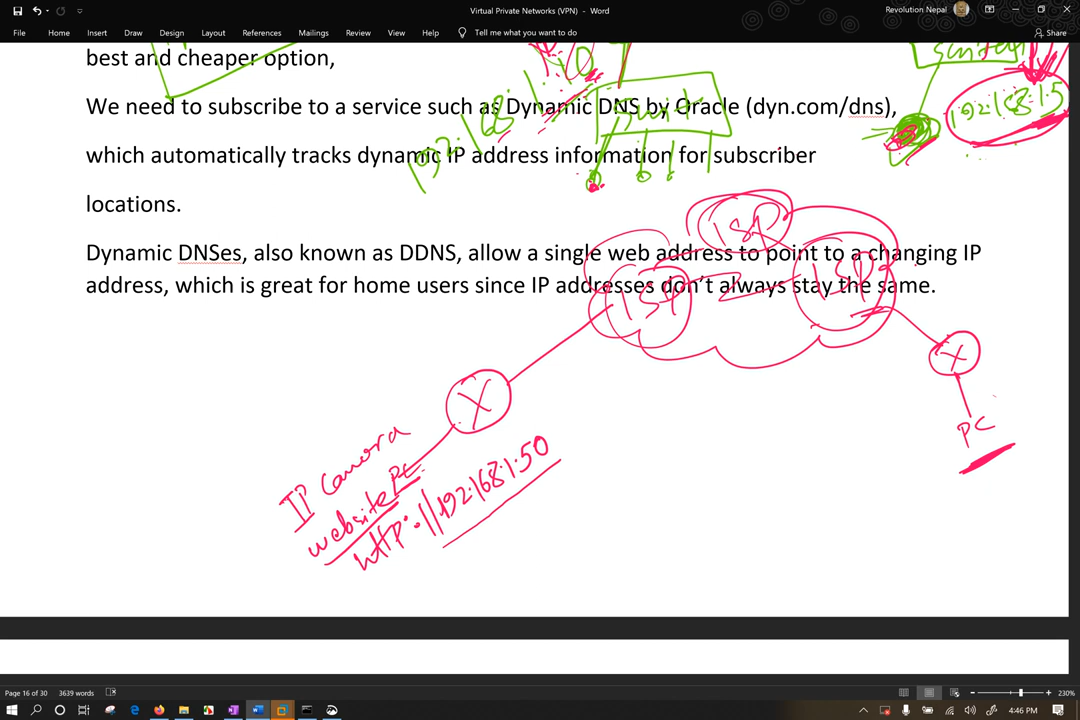 Virtual Private Networks (VPN) - Word
Revolution Nepal
File Home Insert Draw Design Layout References Mailings Review View Help Tell me what you want to do Share
best and cheaper option,
We need to subscribe to a service such as Dynamic DNS by Oracle (dyn.com/dns),
which automatically tracks dynamic IP address information for subscriber
locations.
Dynamic DNSes, also known as DDNS, allow a single web address to point to a changing IP
address, which is great for home users since IP addresses don't always stay the same.
192.168.1.5
192.168.1.
ISP
ISP
ISP
X
X
PC
IP Camera
website PC
http://192.168.1.50
Page 16 of 30 3639 words
230%
4:46 PM